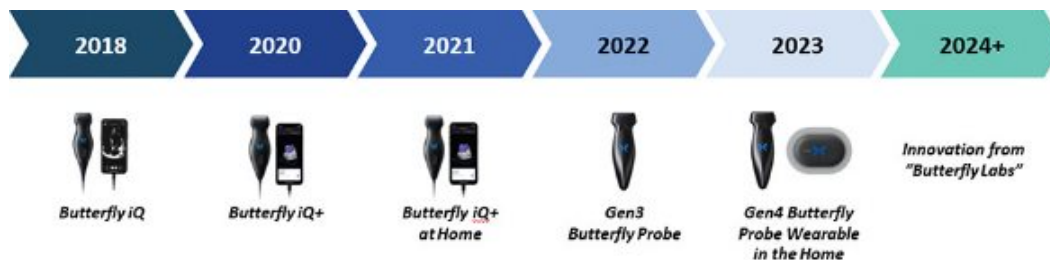 2018
2020
2021
2022
2023
2024+
Butterfly iQ
Butterfly iQ+
Butterfly iQ+
at Home
Gen3
Butterfly Probe
Gen4 Butterfly
Probe Wearable
in the Home
Innovation from
"Butterfly Labs"